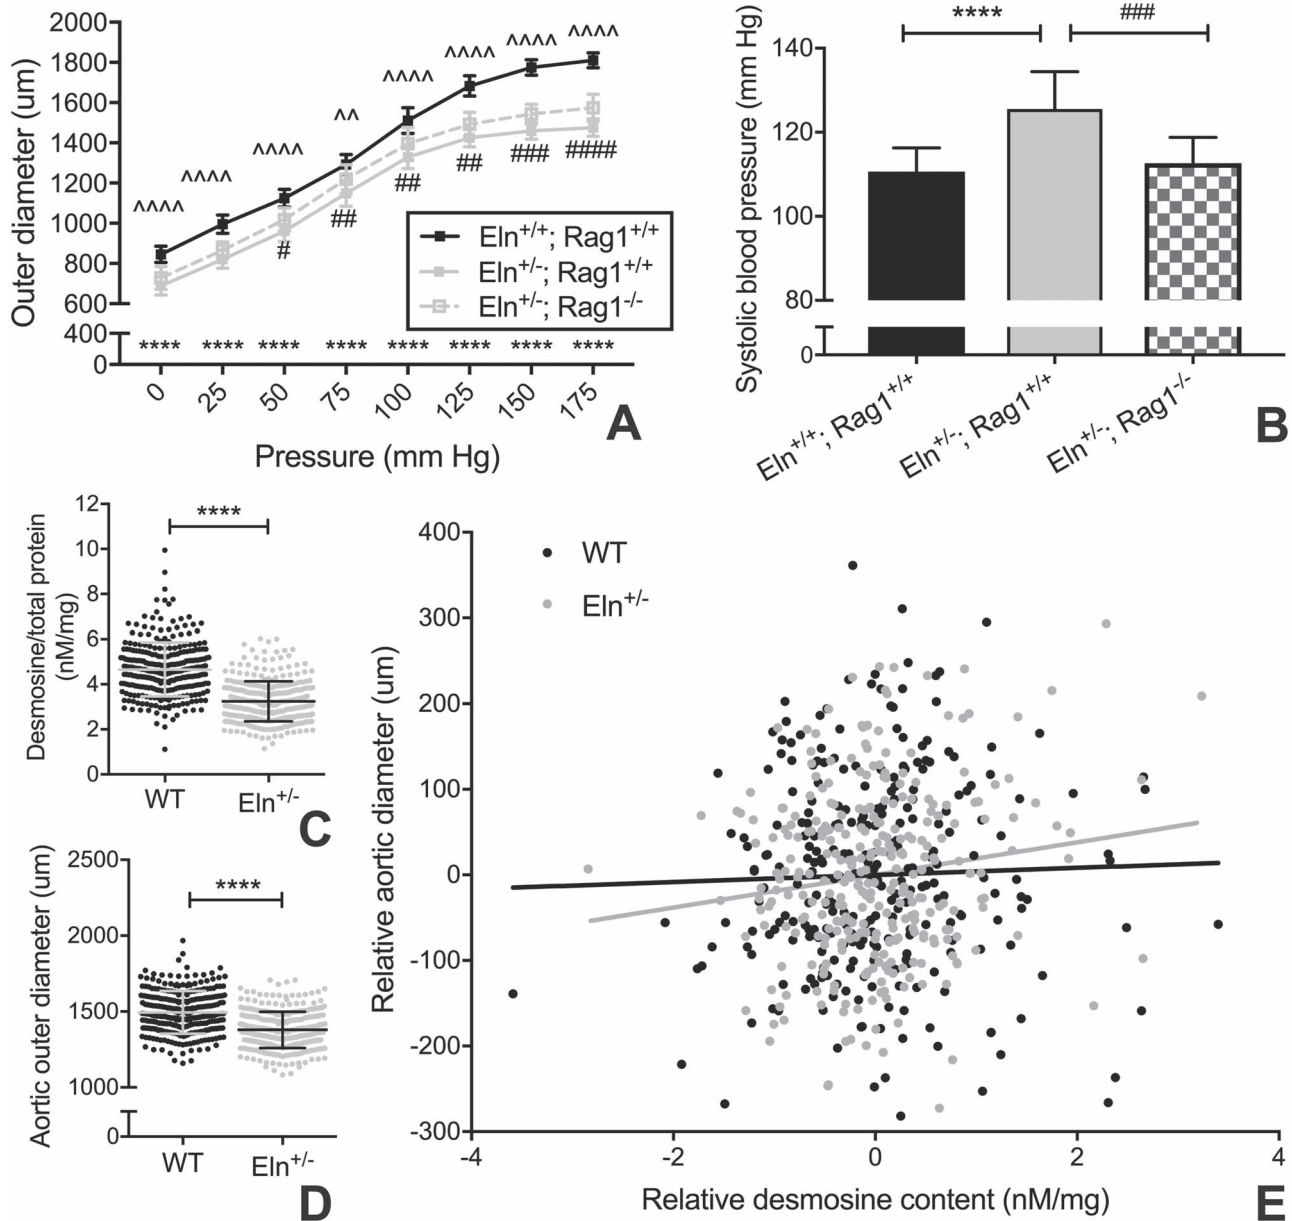 Outer diameter (um)
2000
1800
1600
1400
1200
1000
800
600
400
0
^^^^ ^^^^ ^^^^ ^^ ^^^^ ^^^^ ^^^^ ^^^^
# ## ## ## ### ####
Eln+/+; Rag1+/+
Eln+/-; Rag1+/+
Eln+/-; Rag1-/-
**** **** **** **** **** **** **** ****
0 25 50 75 100 125 150 175
Pressure (mm Hg)
A
Systolic blood pressure (mm Hg)
**** ###
140
120
100
80
0
Eln+/+; Rag1+/+
Eln+/-; Rag1+/+
Eln+/-; Rag1-/-
B
Desmosine/total protein
(nM/mg)
12
10
8
6
4
2
0
****
WT Eln+/-
C
Aortic outer diameter (um)
2500
2000
1500
1000
0
****
WT Eln+/-
D
Relative aortic diameter (um)
400
300
200
100
0
-100
-200
-300
WT
Eln+/-
-4 -2 0 2 4
Relative desmosine content (nM/mg)
E